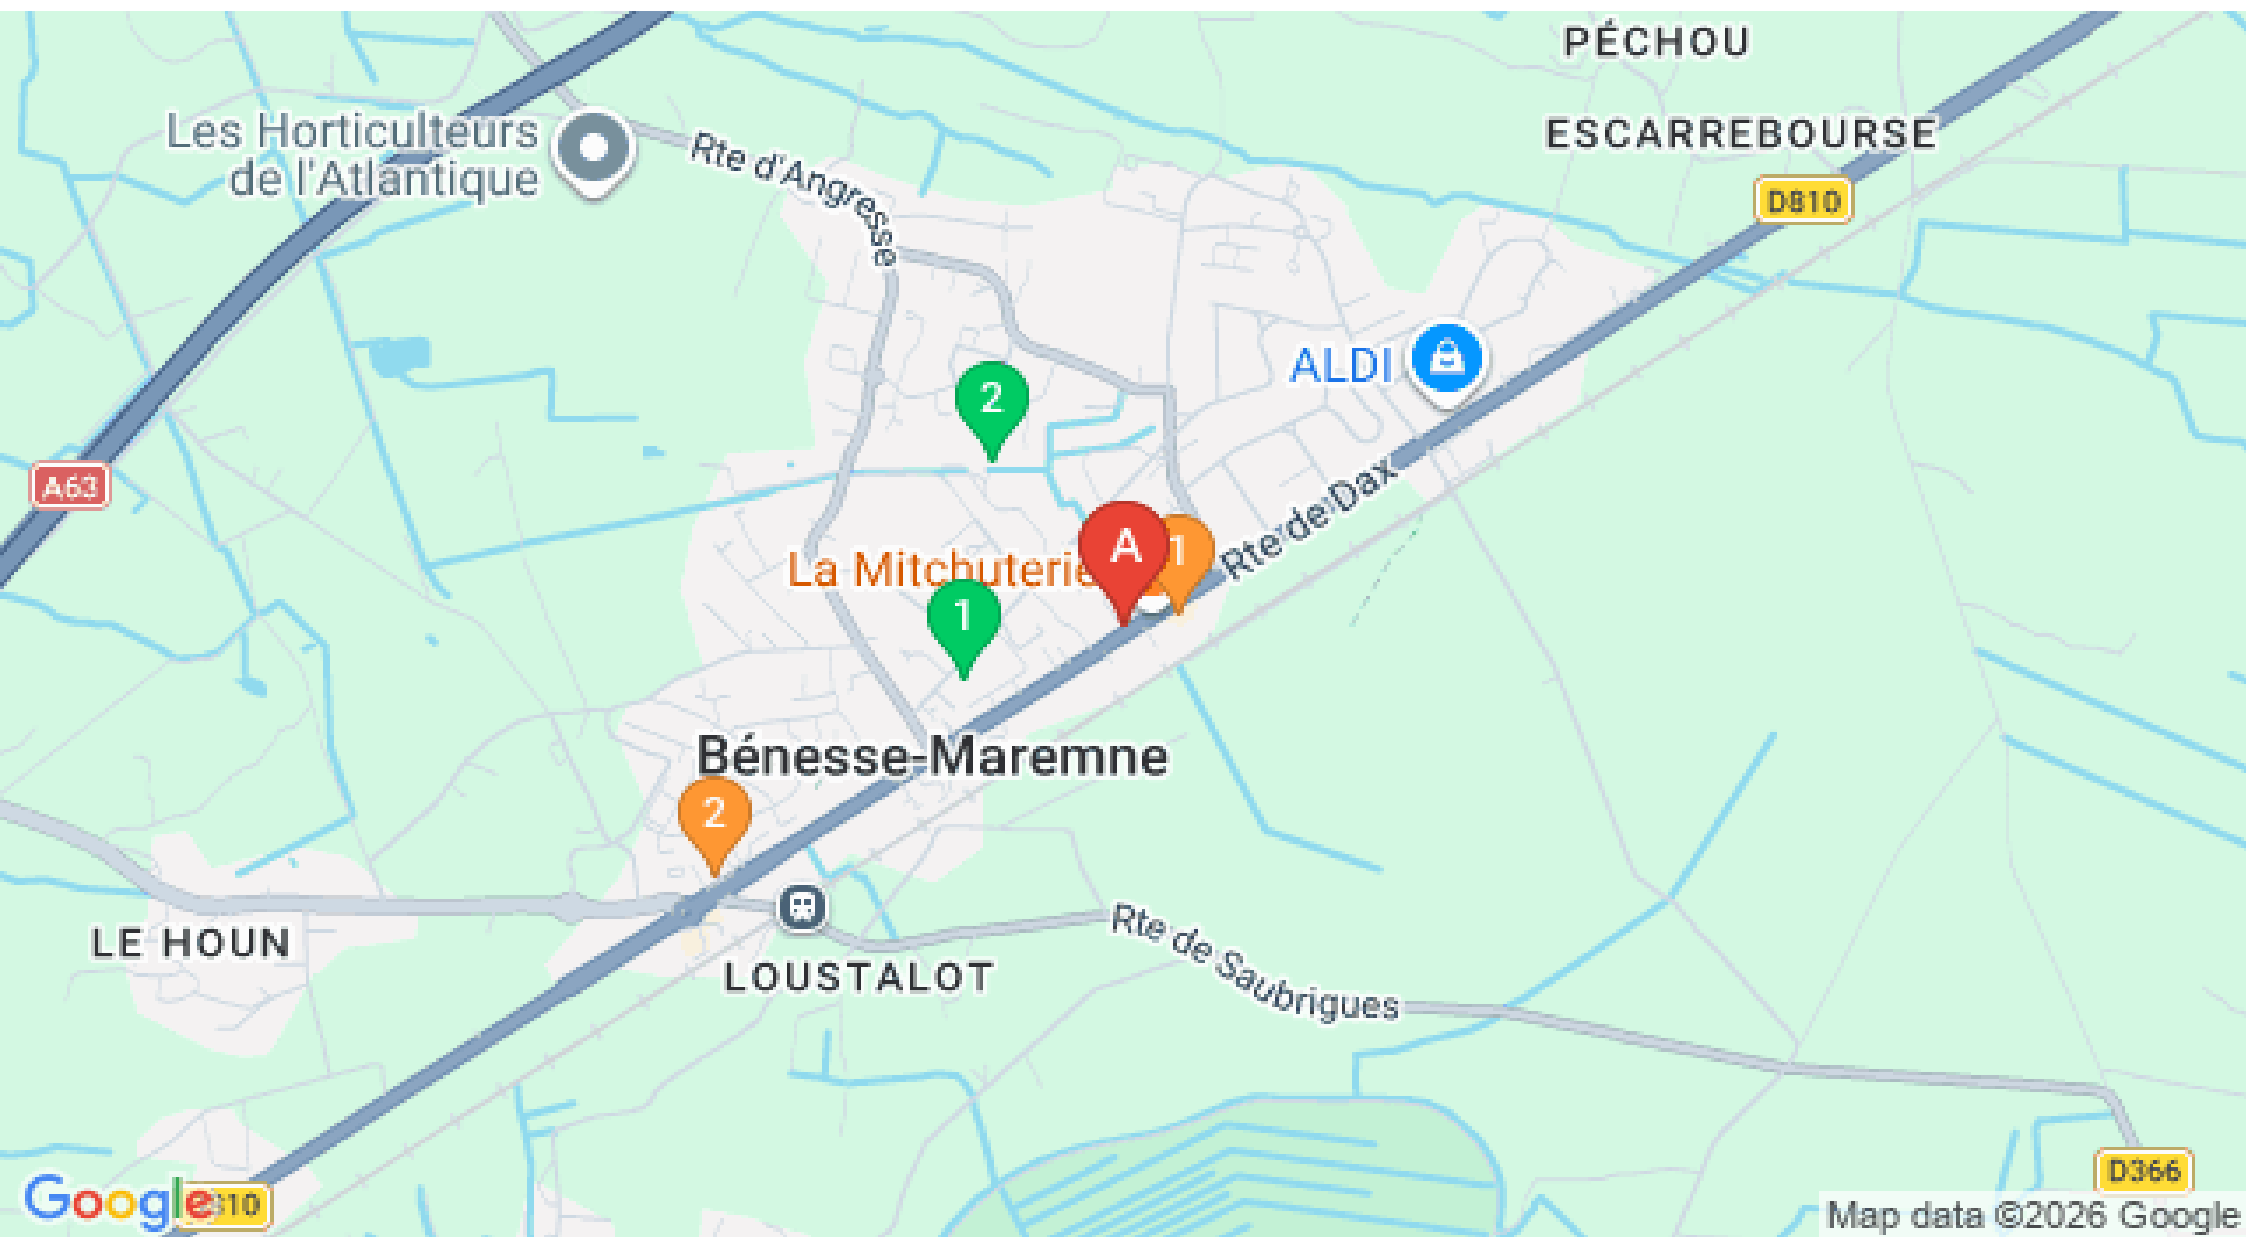 PÉCHOU
Les Horticulteurs
de l'Atlantique
Rte d'Angresse
ESCARREBOURSE
D810
ALDI
2
A63
Rte de Dax
A
1
La Mitchuterie
1
Bénesse-Maremne
2
LE HOUN
LOUSTALOT
Rte de Saubrigues
D366
Google
310
Map data ©2026 Google